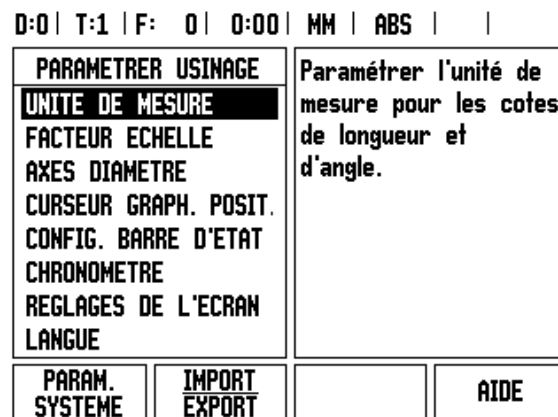 D:0| T:1 |F: 0| 0:00| MM | ABS | |
PARAMETRER USINAGE
UNITE DE MESURE
FACTEUR ECHELLE
AXES DIAMETRE
CURSEUR GRAPH. POSIT.
CONFIG. BARRE D'ETAT
CHRONOMETRE
REGLAGES DE L'ECRAN
LANGUE
Paramétrer l'unité de
mesure pour les cotes
de longueur et
d'angle.
PARAM.
SYSTEME
IMPORT
EXPORT
AIDE